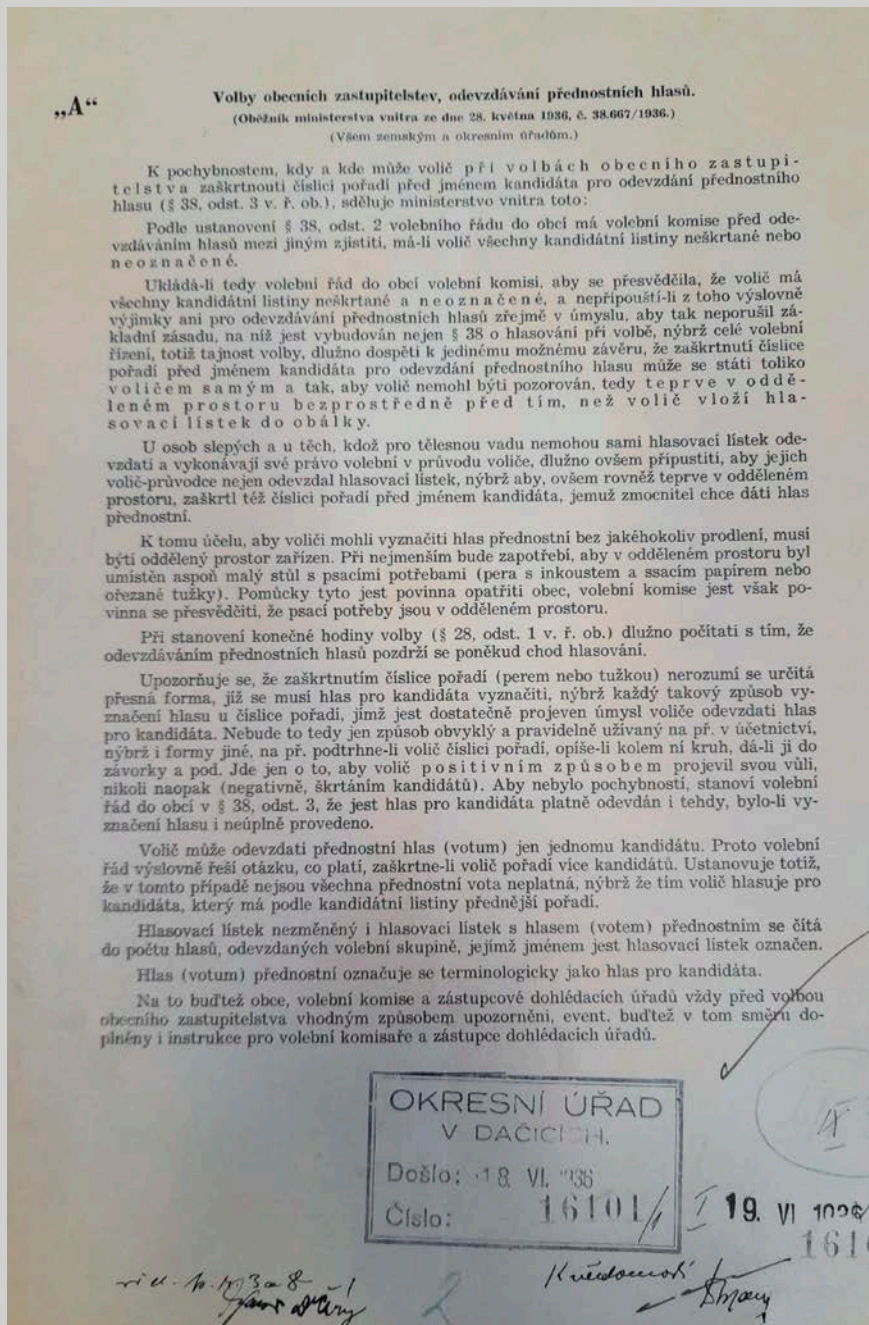 „A“
Volby obecních zastupitelstev, odevzdávání přednostních hlasů.
(Oběžník ministerstva vnitra ze dne 28. května 1936, č. 38.667/1936.)
(Všem zemským a okresním úřadům.)
K pochybnostem, kdy a kde může volič při volbách obecního zastupi-
telstva zaškrtnouti číslici pořadí před jménem kandidáta pro odevzdání přednostního
hlasu (§ 38, odst. 3 v. ř. ob.), sděluje ministerstvo vnitra toto:
Podle ustanovení § 38, odst. 2 volebního řádu do obcí má volební komise před ode-
vzdáváním hlasů mezi jiným zjistiti, má-li volič všechny kandidátní listiny neškrtané nebo
neoznačené.
Ukládá-li tedy volební řád do obcí volební komisi, aby se přesvědčila, že volič má
všechny kandidátní listiny neškrtané a neoznačené, a nepřipouští-li z toho výslovně
výjimky ani pro odevzdávání přednostních hlasů zřejmě v úmyslu, aby tak neporušil zá-
kladní zásadu, na níž jest vybudován nejen § 38 o hlasování při volbě, nýbrž celé volební
řízení, totiž tajnost volby, dlužno dospěti k jedinému možnému závěru, že zaškrtnutí číslice
pořadí před jménem kandidáta pro odevzdání přednostního hlasu může se státi toliko
voličem samým a tak, aby volič nemohl býti pozorován, tedy teprve v oddě-
leném prostoru bezprostředně před tím, než volič vloží hla-
sovací lístek do obálky.
U osob slepých a u těch, kdož pro tělesnou vadu nemohou sami hlasovací lístek ode-
vzdati a vykonávají své právo volební v průvodu voliče, dlužno ovšem připustiti, aby jejich
volič-průvodce nejen odevzdal hlasovací lístek, nýbrž aby, ovšem rovněž teprve v odděleném
prostoru, zaškrtl též číslici pořadí před jménem kandidáta, jemuž zmocnitel chce dáti hlas
přednostní.
K tomu účelu, aby voliči mohli vyznačiti hlas přednostní bez jakéhokoliv prodlení, musí
býti oddělený prostor zařízen. Při nejmenším bude zapotřebí, aby v odděleném prostoru byl
umístěn aspoň malý stůl s psacími potřebami (pera s inkoustem a ssacím papírem nebo
ořezané tužky). Pomůcky tyto jest povinna opatřiti obec, volební komise jest však po-
vinna se přesvědčiti, že psací potřeby jsou v odděleném prostoru.
Při stanovení konečné hodiny volby (§ 28, odst. 1 v. ř. ob.) dlužno počítati s tím, že
odevzdáváním přednostních hlasů pozdrží se poněkud chod hlasování.
Upozorňuje se, že zaškrtnutím číslice pořadí (perem nebo tužkou) nerozumí se určitá
přesná forma, jíž se musí hlas pro kandidáta vyznačiti, nýbrž každý takový způsob vy-
značení hlasu u číslice pořadí, jímž jest dostatečně projeven úmysl voliče odevzdati hlas
pro kandidáta. Nebude to tedy jen způsob obvyklý a pravidelně užívaný na př. v účetnictví,
nýbrž i formy jiné, na př. podtrhne-li volič číslici pořadí, opíše-li kolem ní kruh, dá-li ji do
závorky a pod. Jde jen o to, aby volič positivním způsobem projevil svou vůli,
nikoli naopak (negativně, škrtáním kandidátů). Aby nebylo pochybností, stanoví volební
řád do obcí v § 38, odst. 3, že jest hlas pro kandidáta platně odevdán i tehdy, bylo-li vy-
značení hlasu i neúplně provedeno.
Volič může odevzdati přednostní hlas (votum) jen jednomu kandidátu. Proto volební
řád výslovně řeší otázku, co platí, zaškrtne-li volič pořadí více kandidátů. Ustanovuje totiž,
že v tomto případě nejsou všechna přednostní vota neplatná, nýbrž že tím volič hlasuje pro
kandidáta, který má podle kandidátní listiny přednější pořadí.
Hlasovací lístek nezměněný i hlasovací lístek s hlasem (votem) přednostním se čítá
do počtu hlasů, odevzdaných volební skupině, jejímž jménem jest hlasovací lístek označen.
Hlas (votum) přednostní označuje se terminologicky jako hlas pro kandidáta.
Na to buďtež obce, volební komise a zástupcové dohlédacích úřadů vždy před volbou
obecního zastupitelstva vhodným způsobem upozorněni, event. buďtež v tom směru do-
plněny i instrukce pro volební komisaře a zástupce dohlédacích úřadů.
OKRESNÍ ÚŘAD
V DAČICÍCH.
Došlo: 18. VI. 1936
Číslo: 16101/1
IX
I 19. VI 1936
1610
K vědomosti
2